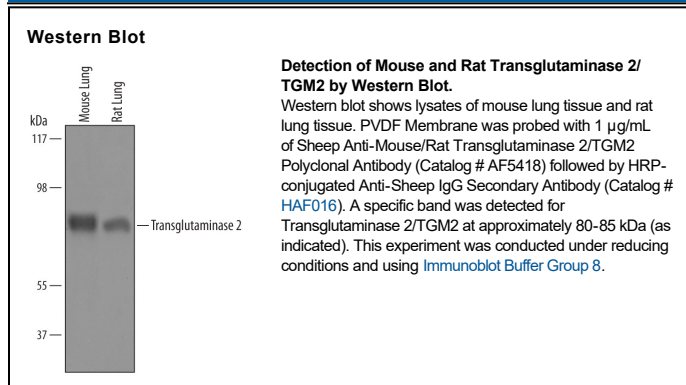 Western Blot
Mouse Lung
Rat Lung
kDa
117
98
Transglutaminase 2
55
37
Detection of Mouse and Rat Transglutaminase 2/
TGM2 by Western Blot.
Western blot shows lysates of mouse lung tissue and rat
lung tissue. PVDF Membrane was probed with 1 µg/mL
of Sheep Anti-Mouse/Rat Transglutaminase 2/TGM2
Polyclonal Antibody (Catalog # AF5418) followed by HRP-
conjugated Anti-Sheep IgG Secondary Antibody (Catalog #
HAF016). A specific band was detected for
Transglutaminase 2/TGM2 at approximately 80-85 kDa (as
indicated). This experiment was conducted under reducing
conditions and using Immunoblot Buffer Group 8.